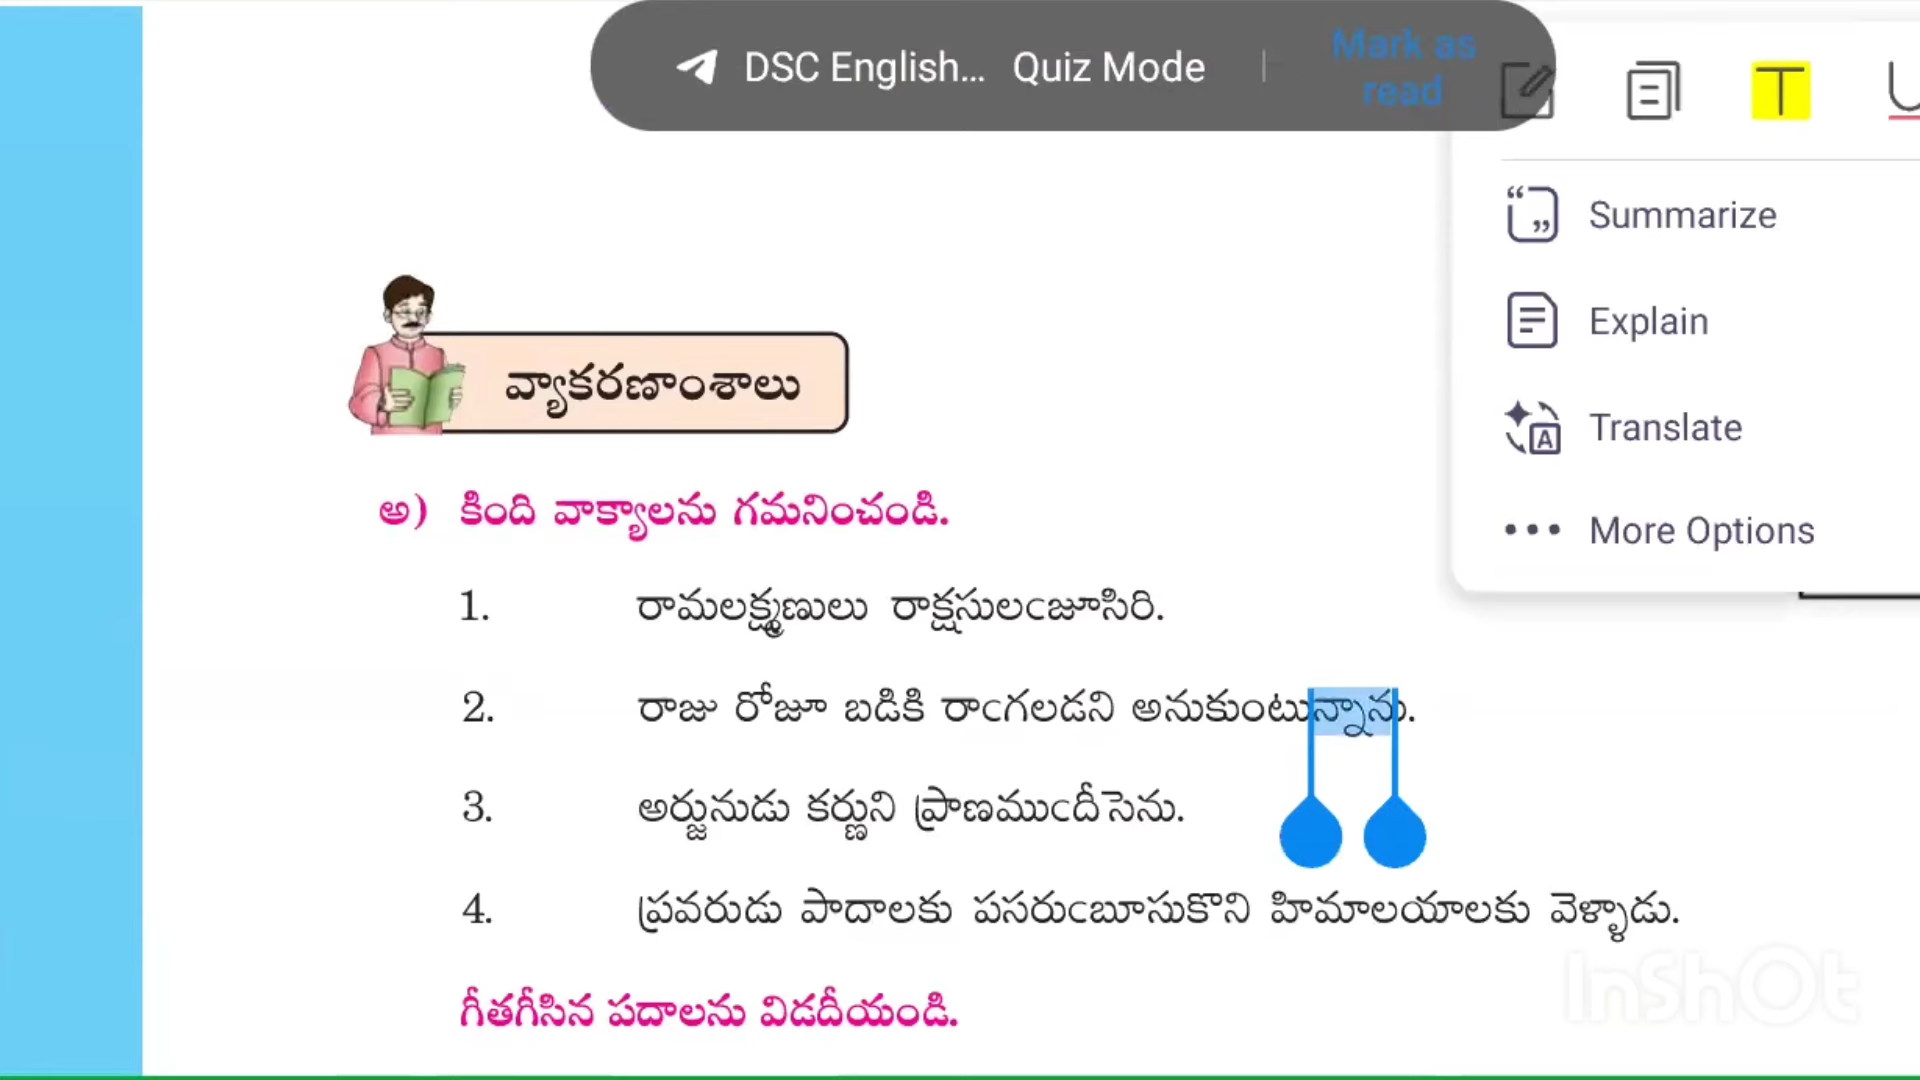 DSC English... Quiz Mode
Mark as
read
T
Summarize
Explain
Translate
More Options
వ్యాకరణాంశాలు
అ) కింది వాక్యాలను గమనించండి.
1. రామలక్ష్మణులు రాక్షసులఁజూసిరి.
2. రాజు రోజూ బడికి రాఁగలడని అనుకుంటున్నాను.
3. అర్జునుడు కర్ణుని ప్రాణముఁదీసెను.
4. ప్రవరుడు పాదాలకు పసరుఁబూసుకొని హిమాలయాలకు వెళ్ళాడు.
గీతగీసిన పదాలను విడదీయండి.
InShOt